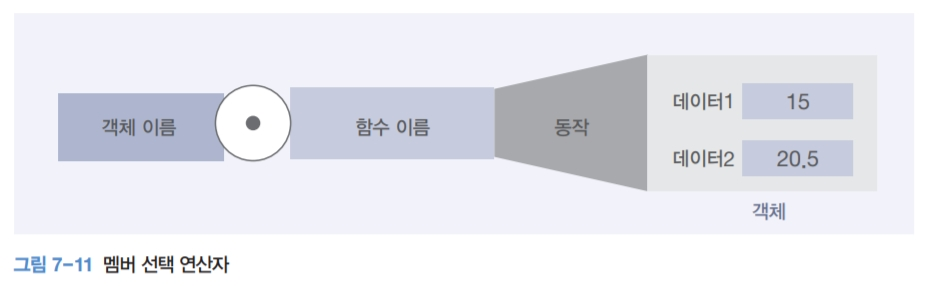 객체 이름
함수 이름
동작
데이터1 15
데이터2 20.5
객체
그림 7-11 멤버 선택 연산자